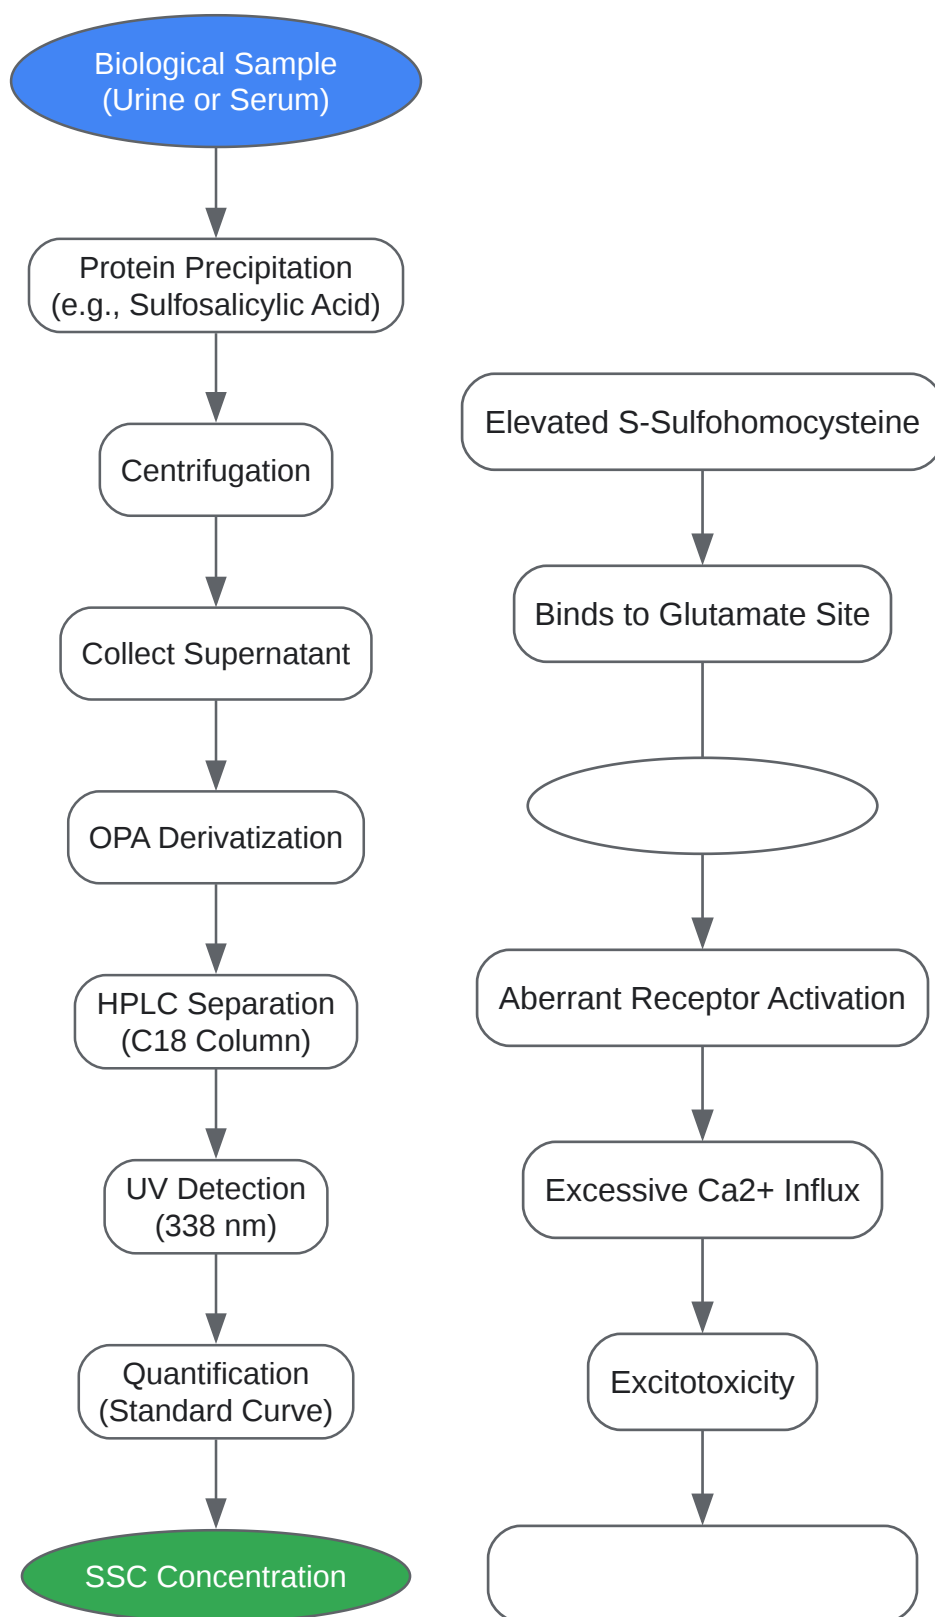 Biological Sample
(Urine or Serum)
Protein Precipitation
(e.g., Sulfosalicylic Acid)
Centrifugation
Collect Supernatant
OPA Derivatization
HPLC Separation
(C18 Column)
UV Detection
(338 nm)
Quantification
(Standard Curve)
SSC Concentration
Elevated S-Sulfohomocysteine
Binds to Glutamate Site
Aberrant Receptor Activation
Excessive Ca2+ Influx
Excitotoxicity